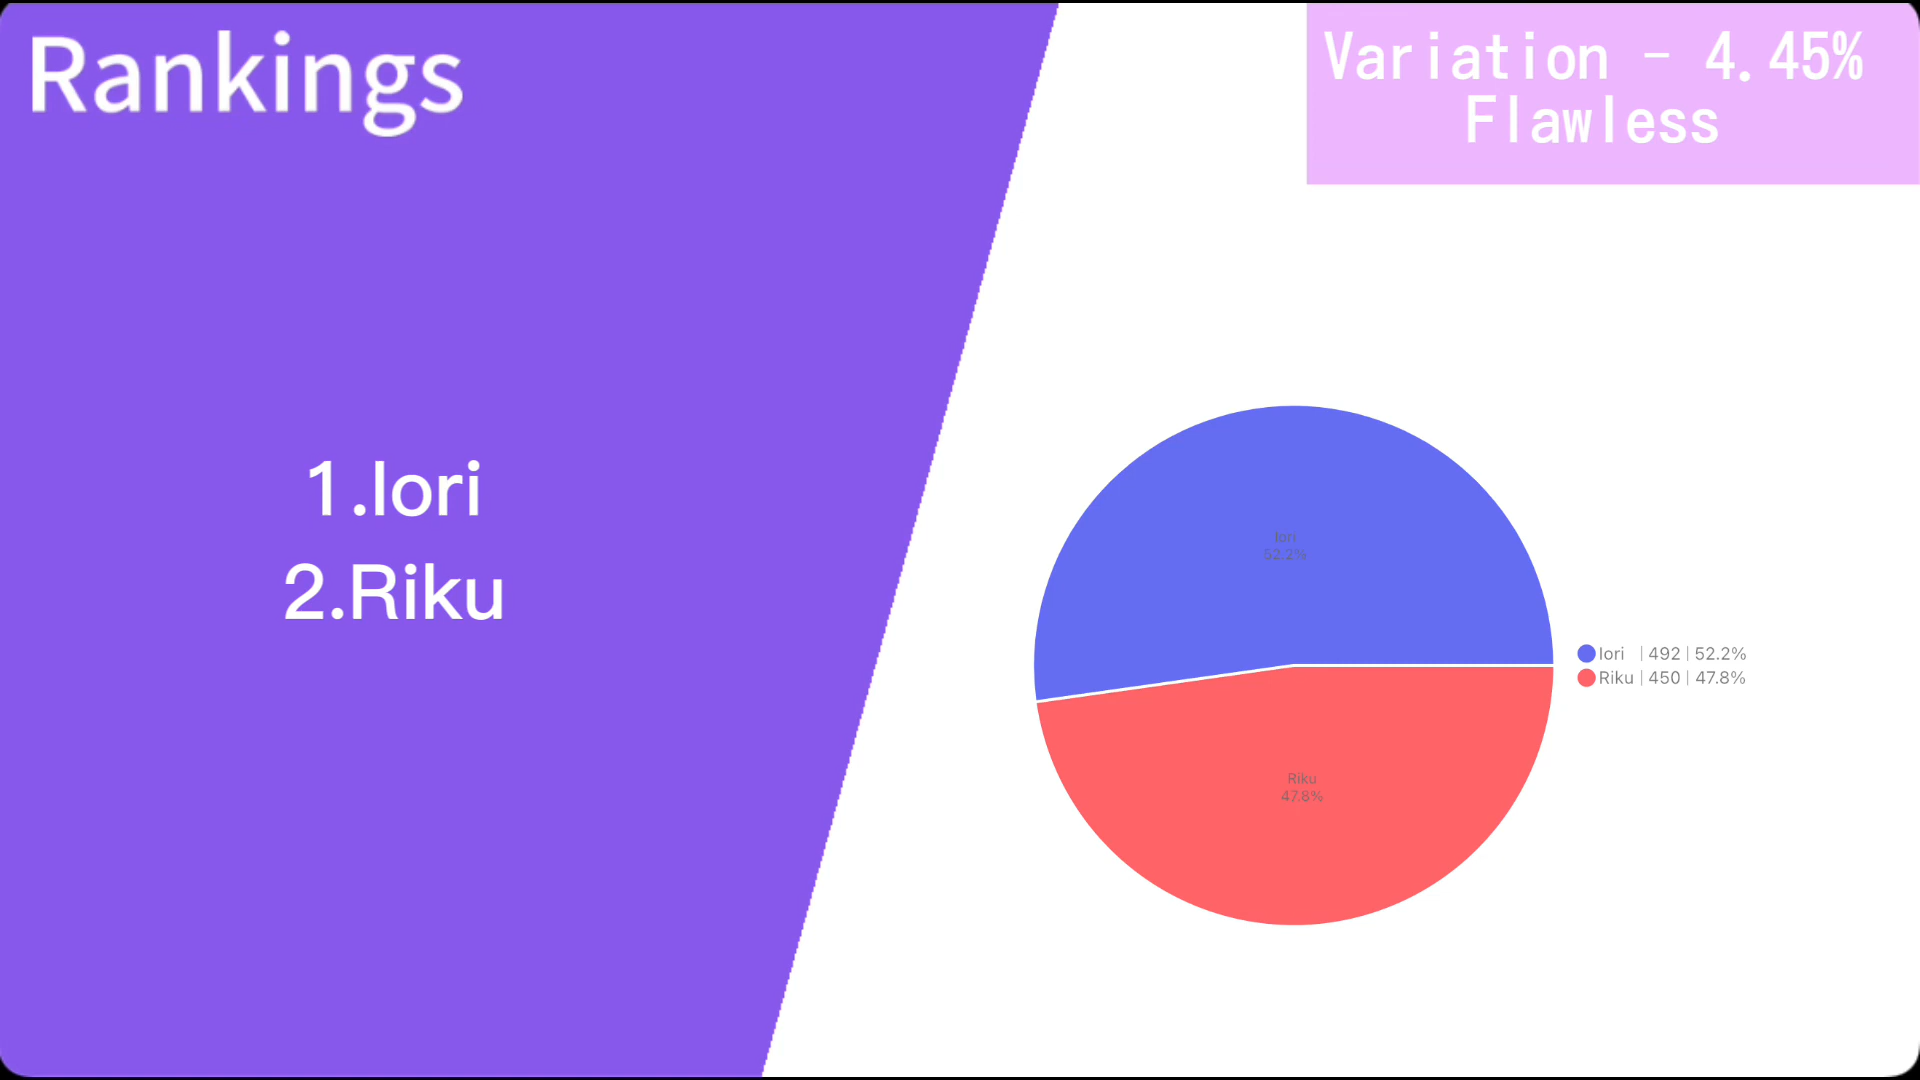 Rankings
Variation - 4.45%
Flawless
1.Iori
2.Riku
Iori
52.2%
Riku
47.8%
Iori | 492 | 52.2%
Riku | 450 | 47.8%